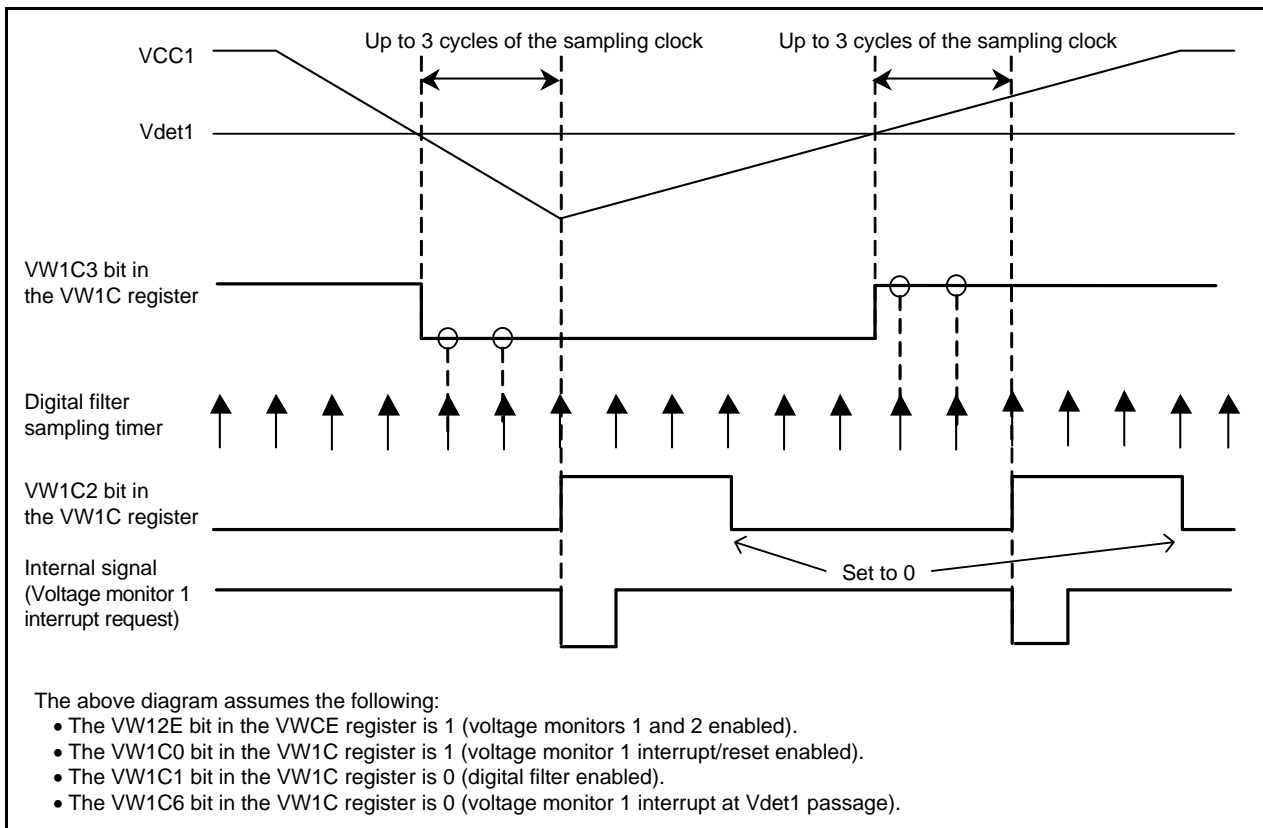 Up to 3 cycles of the sampling clock
Up to 3 cycles of the sampling clock
VCC1
Vdet1
VW1C3 bit in
the VW1C register
Digital filter
sampling timer
VW1C2 bit in
the VW1C register
Set to 0
Internal signal
(Voltage monitor 1
interrupt request)
The above diagram assumes the following:
• The VW12E bit in the VWCE register is 1 (voltage monitors 1 and 2 enabled).
• The VW1C0 bit in the VW1C register is 1 (voltage monitor 1 interrupt/reset enabled).
• The VW1C1 bit in the VW1C register is 0 (digital filter enabled).
• The VW1C6 bit in the VW1C register is 0 (voltage monitor 1 interrupt at Vdet1 passage).